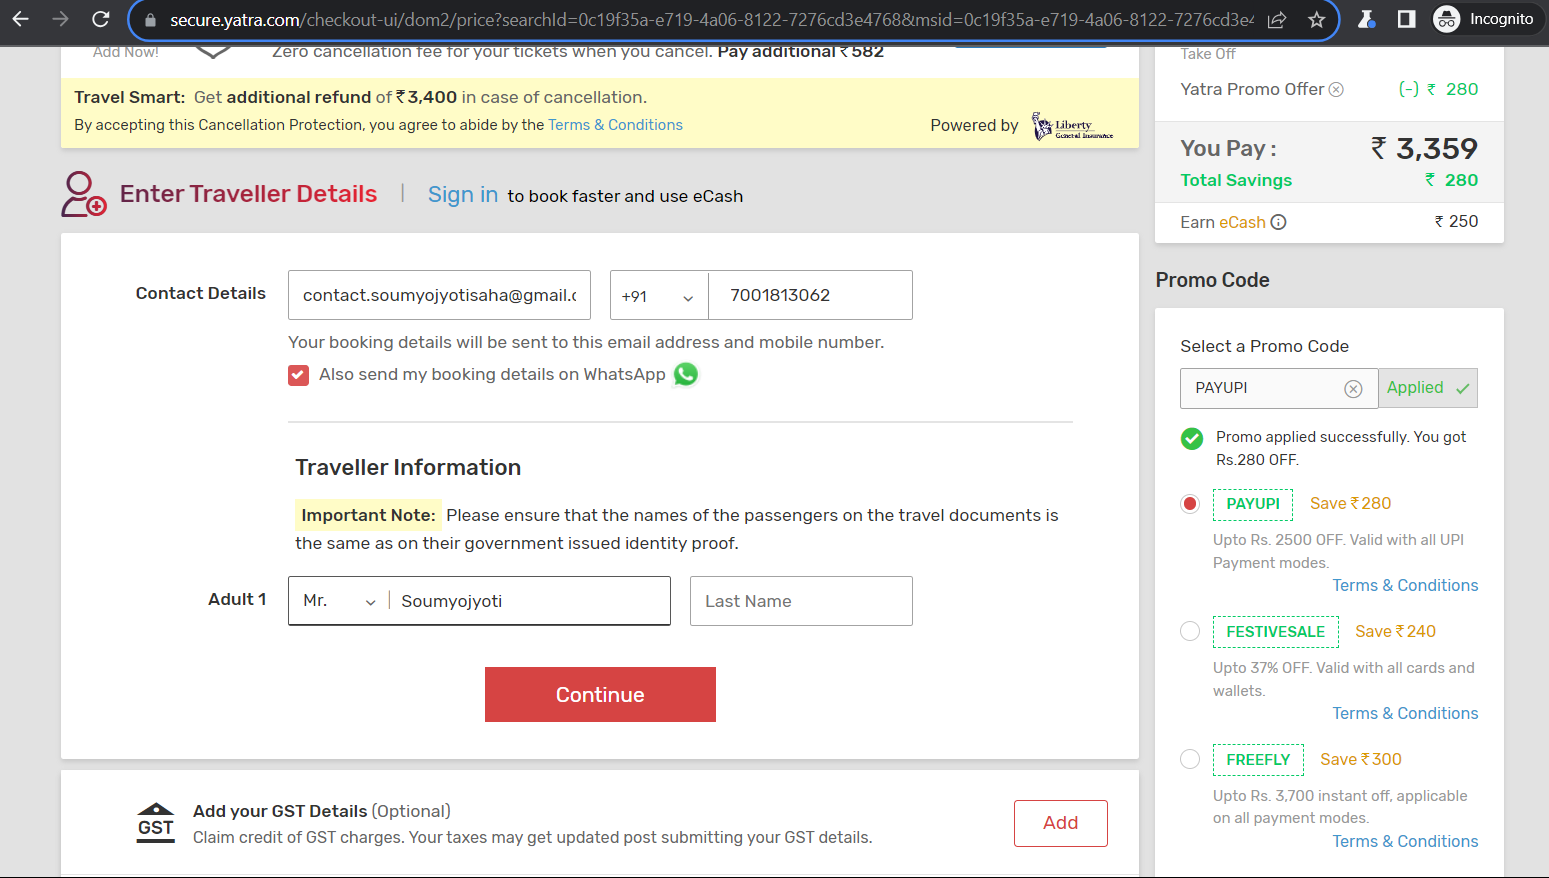 secure.yatra.com/checkout-ui/dom2/price?searchId=0c19f35a-e719-4a06-8122-7276cd3e4768&msid=0c19f35a-e719-4a06-8122-7276cd3e4
Incognito
Add Now!
Zero cancellation fee for your tickets when you cancel. Pay additional ₹ 582
Travel Smart: Get additional refund of ₹ 3,400 in case of cancellation.
By accepting this Cancellation Protection, you agree to abide by the Terms & Conditions
Powered by
Liberty
General Insurance
Enter Traveller Details
Sign in to book faster and use eCash
Contact Details
contact.soumyojyotisaha@gmail.c
+91
7001813062
Your booking details will be sent to this email address and mobile number.
Also send my booking details on WhatsApp
Traveller Information
Important Note: Please ensure that the names of the passengers on the travel documents is
the same as on their government issued identity proof.
Adult 1
Mr.
Soumyojyoti
Last Name
Continue
GST
Add your GST Details (Optional)
Claim credit of GST charges. Your taxes may get updated post submitting your GST details.
Add
Take Off
Yatra Promo Offer (-) ₹ 280
You Pay : ₹ 3,359
Total Savings ₹ 280
Earn eCash ₹ 250
Promo Code
Select a Promo Code
PAYUPI
Applied
Promo applied successfully. You got
Rs.280 OFF.
PAYUPI Save ₹ 280
Upto Rs. 2500 OFF. Valid with all UPI
Payment modes.
Terms & Conditions
FESTIVESALE Save ₹ 240
Upto 37% OFF. Valid with all cards and
wallets.
Terms & Conditions
FREEFLY Save ₹ 300
Upto Rs. 3,700 instant off, applicable
on all payment modes.
Terms & Conditions